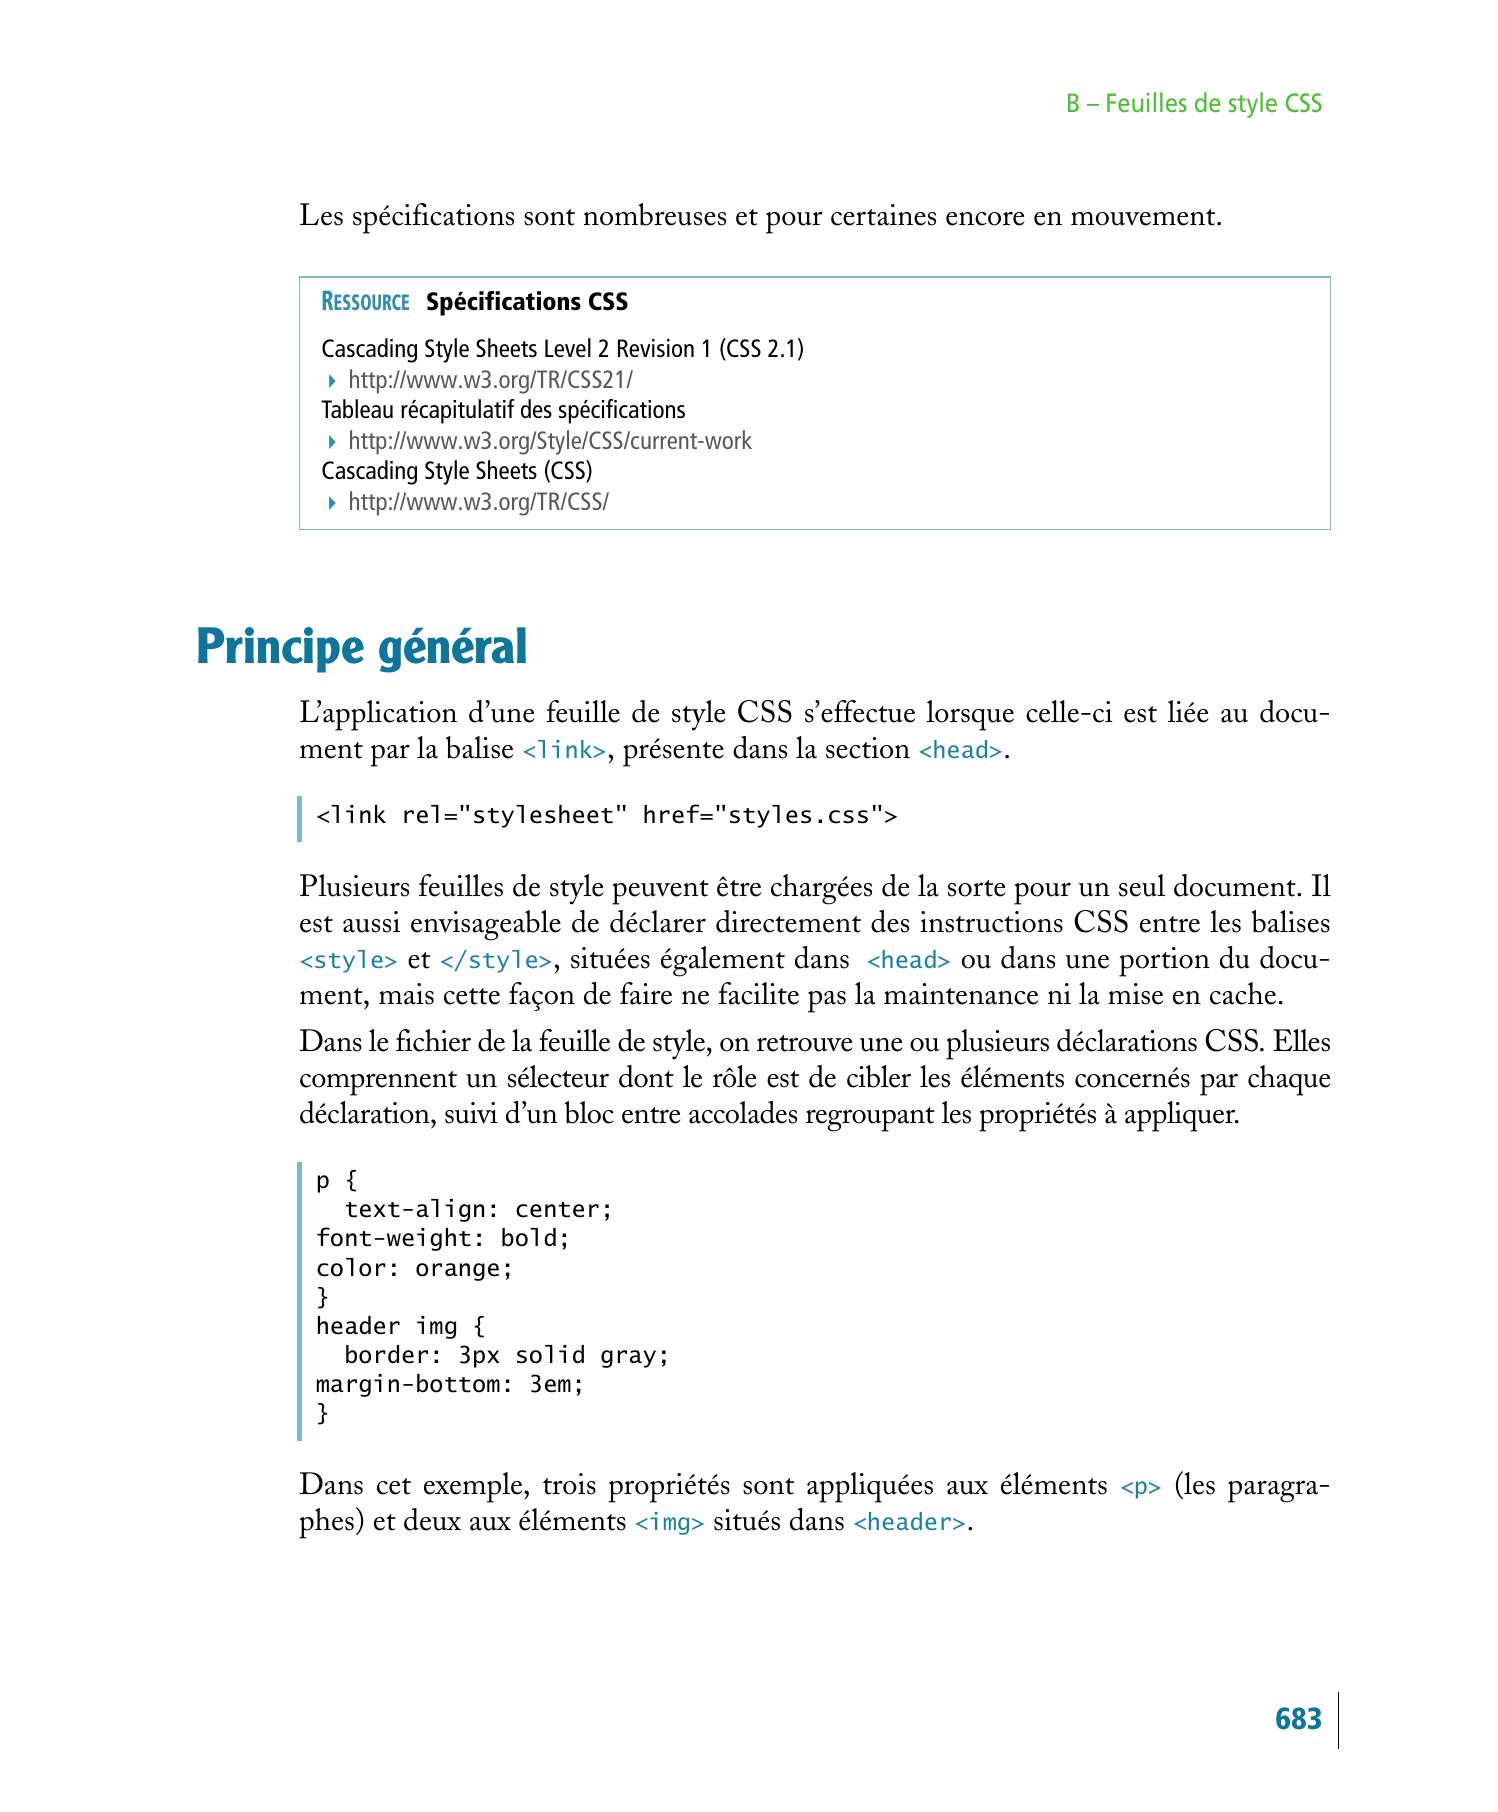 B – Feuilles de style CSS
Les spécifications sont nombreuses et pour certaines encore en mouvement.
RESSOURCE Spécifications CSS
Cascading Style Sheets Level 2 Revision 1 (CSS 2.1)
http://www.w3.org/TR/CSS21/
Tableau récapitulatif des spécifications
http://www.w3.org/Style/CSS/current-work
Cascading Style Sheets (CSS)
http://www.w3.org/TR/CSS/
Principe général
L’application d’une feuille de style CSS s’effectue lorsque celle-ci est liée au docu-
ment par la balise <link>, présente dans la section <head>.
<link rel="stylesheet" href="styles.css">
Plusieurs feuilles de style peuvent être chargées de la sorte pour un seul document. Il
est aussi envisageable de déclarer directement des instructions CSS entre les balises
<style> et </style>, situées également dans <head> ou dans une portion du docu-
ment, mais cette façon de faire ne facilite pas la maintenance ni la mise en cache.
Dans le fichier de la feuille de style, on retrouve une ou plusieurs déclarations CSS. Elles
comprennent un sélecteur dont le rôle est de cibler les éléments concernés par chaque
déclaration, suivi d’un bloc entre accolades regroupant les propriétés à appliquer.
p {
  text-align: center;
font-weight: bold;
color: orange;
}
header img {
  border: 3px solid gray;
margin-bottom: 3em;
}
Dans cet exemple, trois propriétés sont appliquées aux éléments <p> (les paragra-
phes) et deux aux éléments <img> situés dans <header>.
683